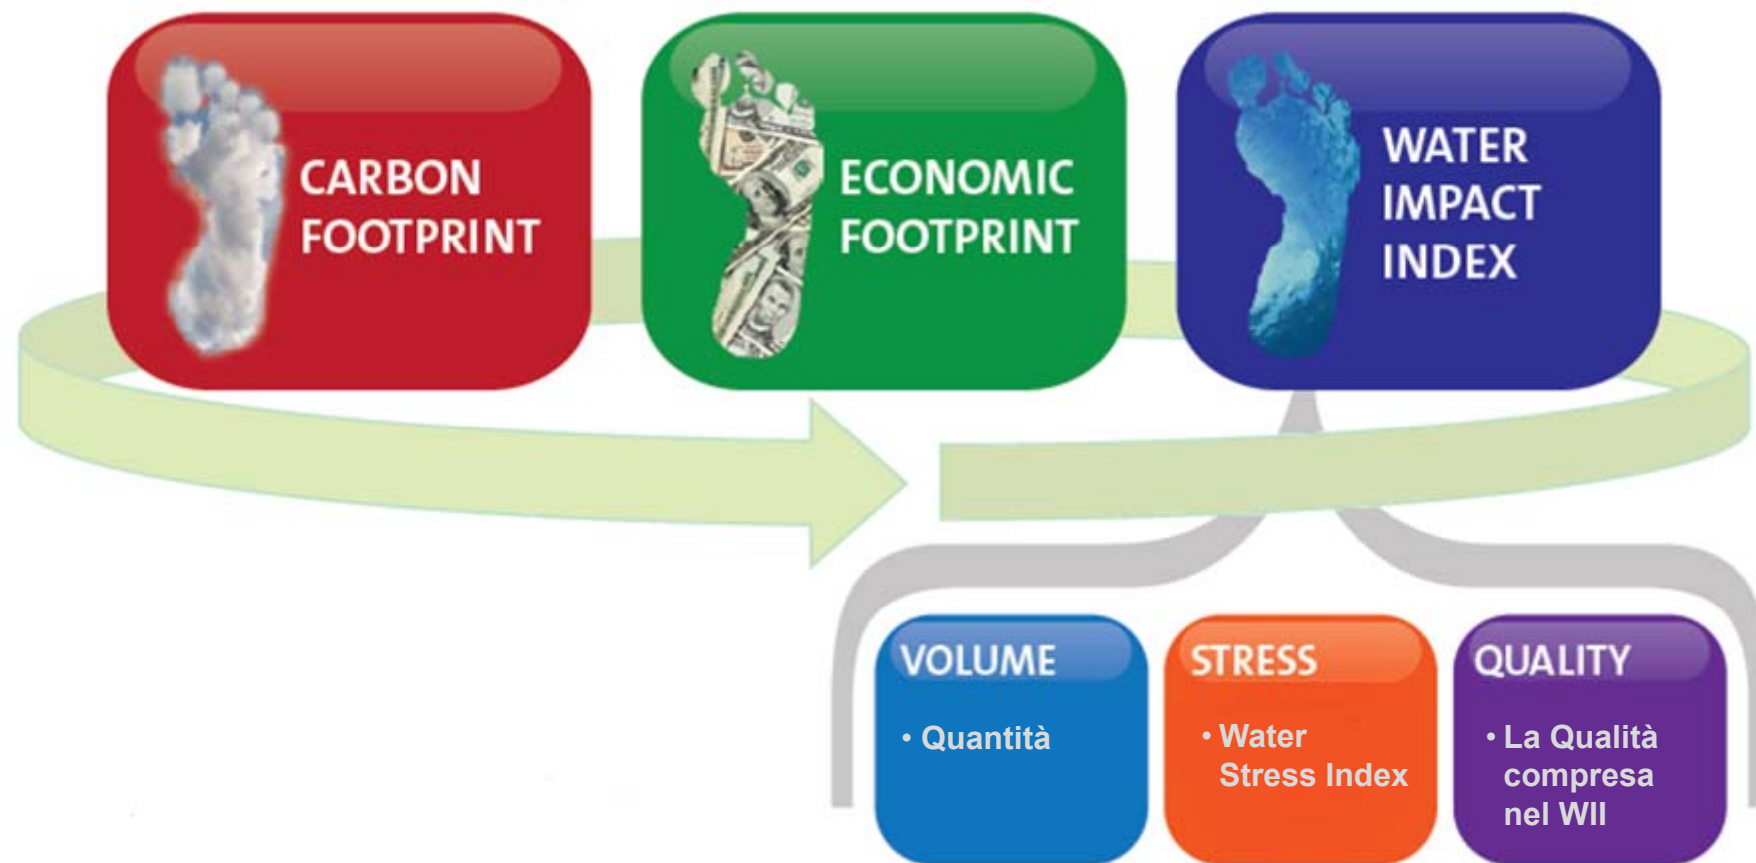 CARBON
FOOTPRINT
ECONOMIC
FOOTPRINT
WATER
IMPACT
INDEX
VOLUME
• Quantità
STRESS
• Water
Stress Index
QUALITY
• La Qualità
compresa
nel WII